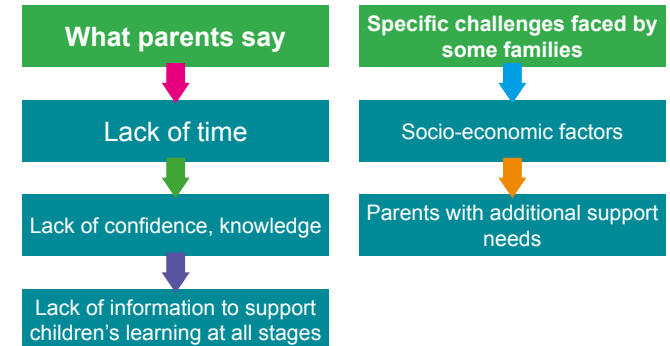 What parents say
Lack of time
Lack of confidence, knowledge
Lack of information to support
children's learning at all stages
Specific challenges faced by
some families
Socio-economic factors
Parents with additional support
needs